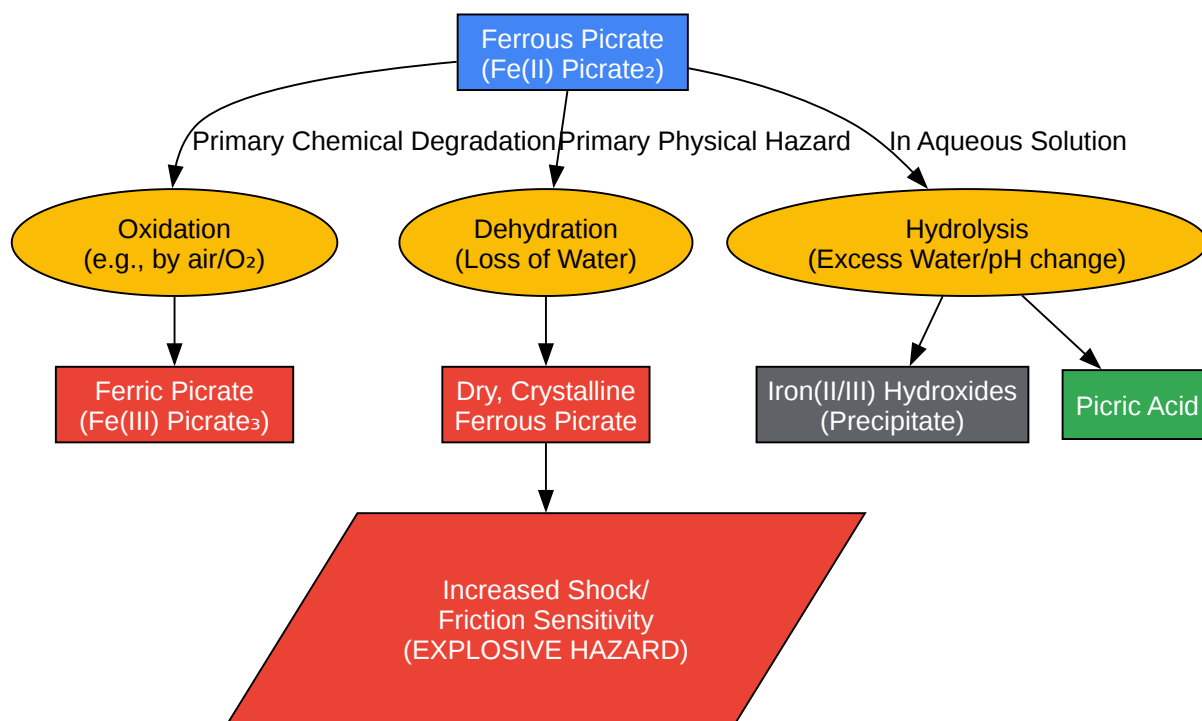 Ferrous Picrate
(Fe(II) Picrate₂)
Primary Chemical Degradation
Primary Physical Hazard
In Aqueous Solution
Oxidation
(e.g., by air/O₂)
Dehydration
(Loss of Water)
Hydrolysis
(Excess Water/pH change)
Ferric Picrate
(Fe(III) Picrate₃)
Dry, Crystalline
Ferrous Picrate
Iron(II/III) Hydroxides
(Precipitate)
Picric Acid
Increased Shock/
Friction Sensitivity
(EXPLOSIVE HAZARD)